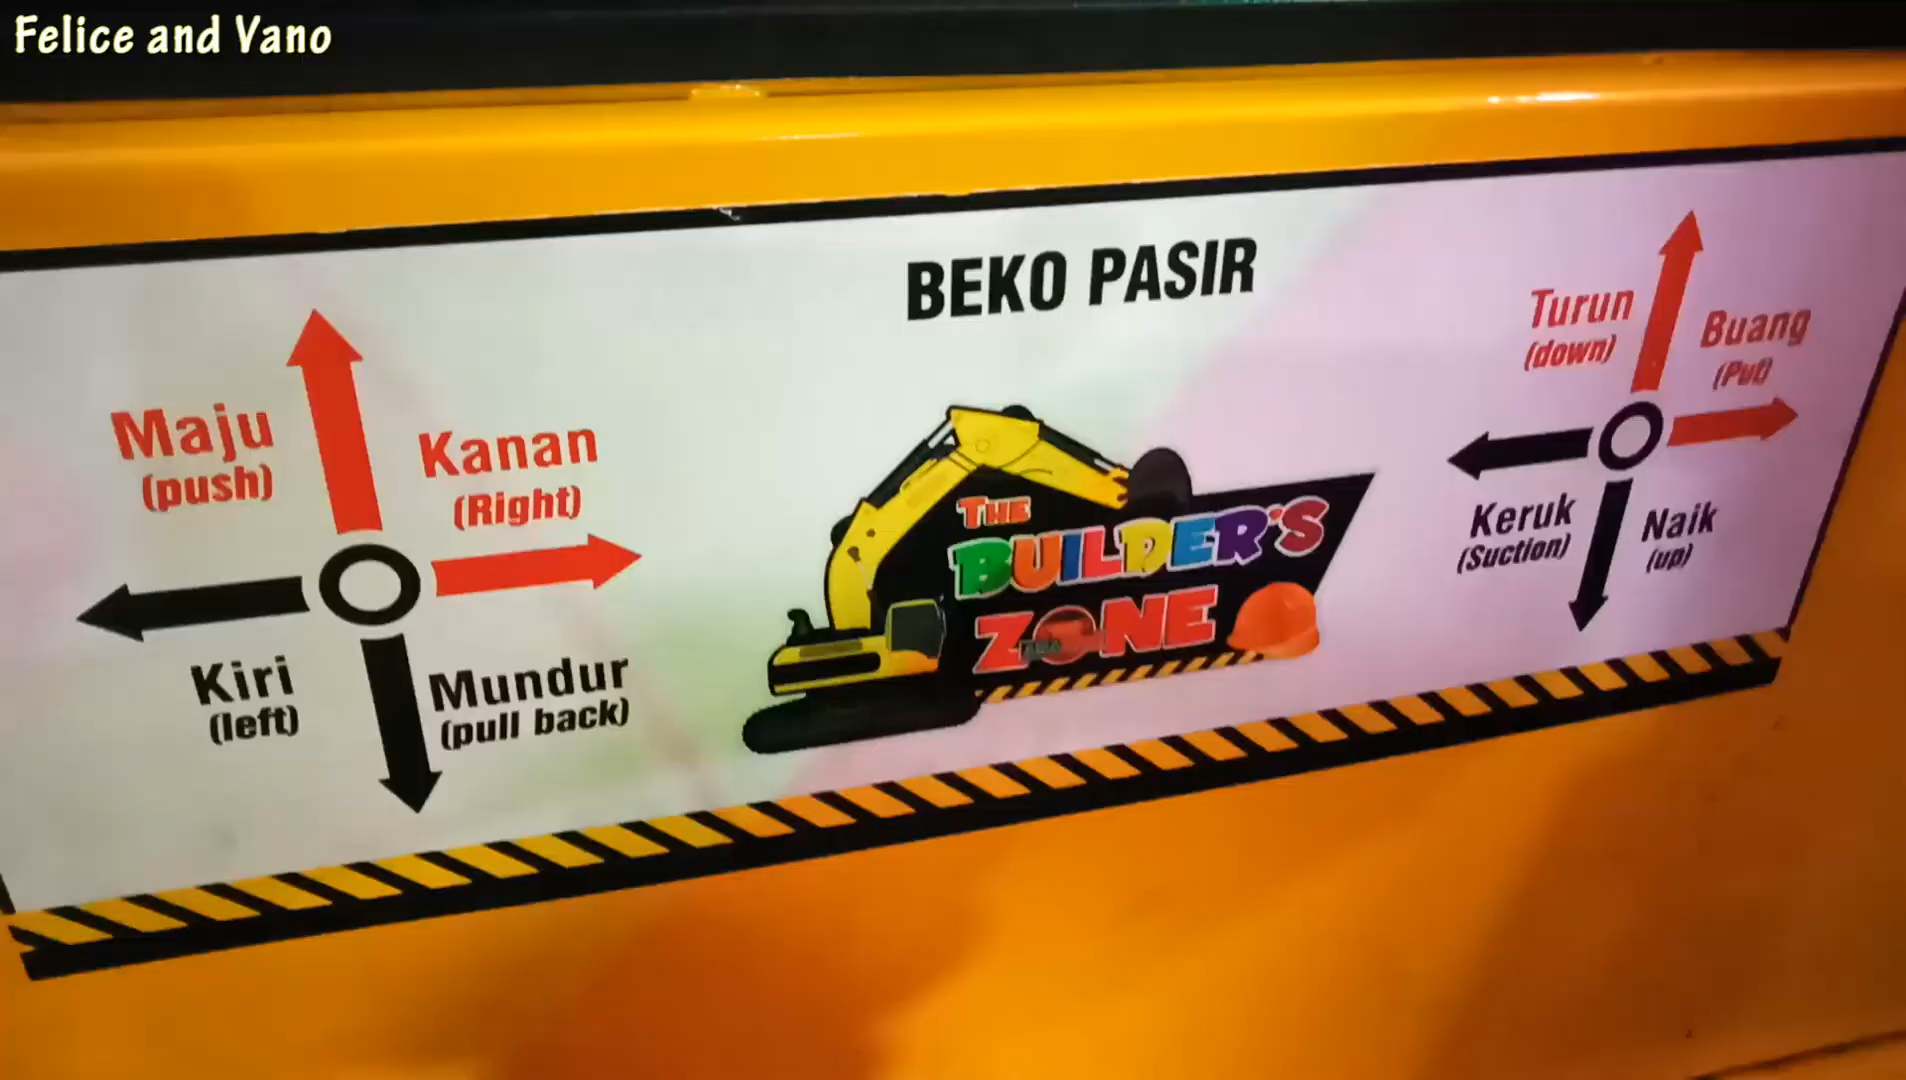 Felice and Vano
BEKO PASIR
Maju
(push)
Kanan
(Right)
Kiri
(left)
Mundur
(pull back)
THE
BUILDER'S
ZONE
Turun
(down)
Buang
(Put)
Keruk
(Suction)
Naik
(up)